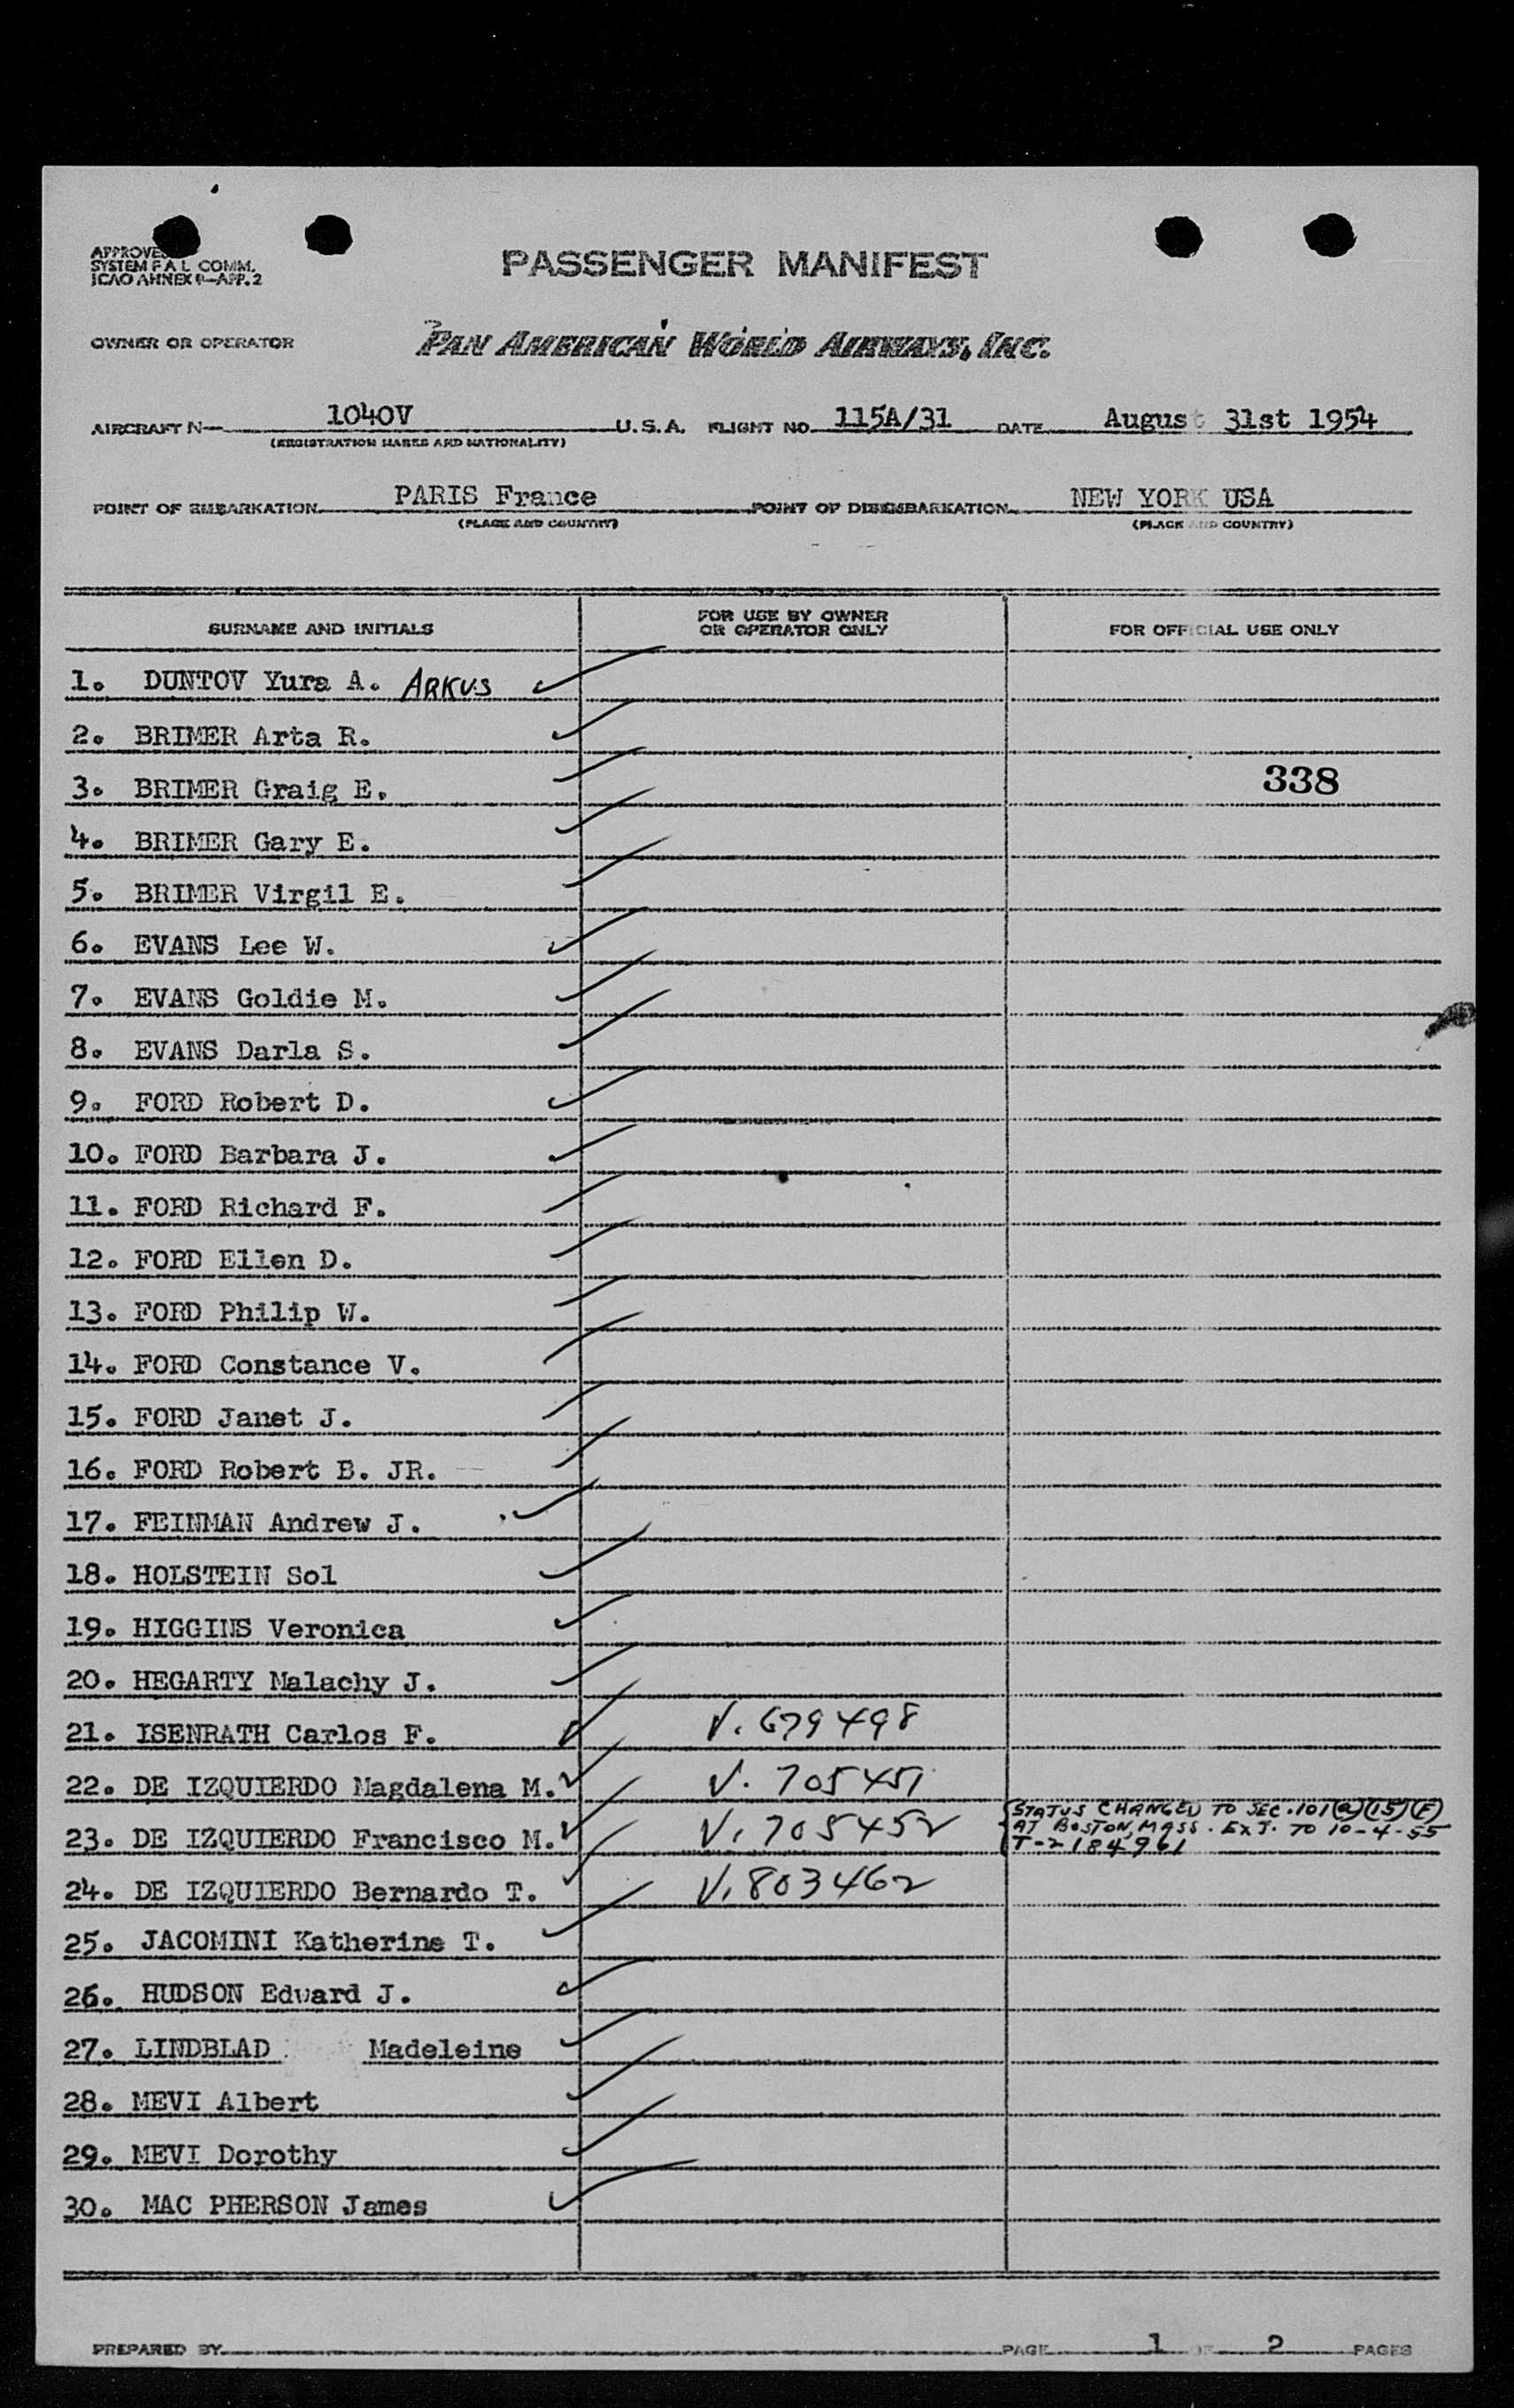 APPROVED
SYSTEM F A L COMM.
ICAO ANNEX 9—APP. 2
PASSENGER MANIFEST
OWNER OR OPERATOR
PAN AMERICAN WORLD AIRWAYS, INC.
AIRCRAFT N— 1040V U.S.A. FLIGHT NO. 115A/31 DATE August 31st 1954
(REGISTRATION MARKS AND NATIONALITY)
POINT OF EMBARKATION PARIS France POINT OF DISEMBARKATION NEW YORK USA
(PLACE AND COUNTRY) (PLACE AND COUNTRY)
SURNAME AND INITIALS FOR USE BY OWNER OR OPERATOR ONLY FOR OFFICIAL USE ONLY
1. DUNTOV Yura A. ARKUS
2. BRIMER Arta R.
3. BRIMER Graig E. 338
4. BRIMER Gary E.
5. BRIMER Virgil E.
6. EVANS Lee W.
7. EVANS Goldie M.
8. EVANS Darla S.
9. FORD Robert D.
10. FORD Barbara J.
11. FORD Richard F.
12. FORD Ellen D.
13. FORD Philip W.
14. FORD Constance V.
15. FORD Janet J.
16. FORD Robert B. JR.
17. FEINMAN Andrew J.
18. HOLSTEIN Sol
19. HIGGINS Veronica
20. HEGARTY Malachy J.
21. ISENRATH Carlos F. V. 679498
22. DE IZQUIERDO Magdalena M. V. 705451
23. DE IZQUIERDO Francisco M. V. 705452
STATUS CHANGED TO SEC. 101(a)(15)(F)
AT BOSTON, MASS. EXT. TO 10-4-55
T-2184961
24. DE IZQUIERDO Bernardo T. V. 803462
25. JACOMINI Katherine T.
26. HUDSON Edward J.
27. LINDBLAD Madeleine
28. MEVI Albert
29. MEVI Dorothy
30. MAC PHERSON James
PREPARED BY PAGE 1 OF 2 PAGES